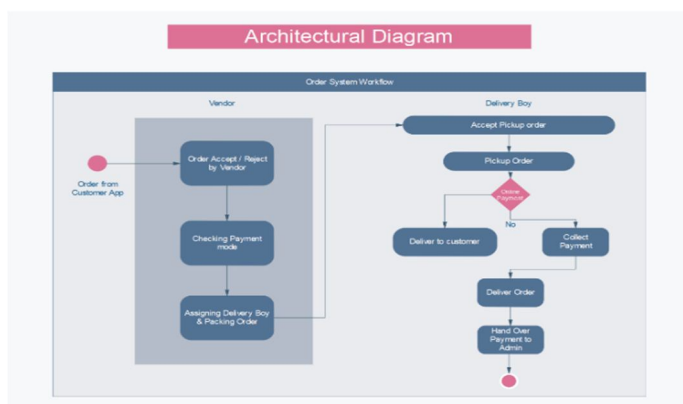 Architectural Diagram
Order System Workflow
Vendor
Delivery Boy
Order from
Customer App
Order Accept / Reject
by Vendor
Checking Payment
mode
Assigning Delivery Boy
& Packing Order
Accept Pickup order
Pickup Order
Online
Payment
No
Deliver to customer
Collect
Payment
Deliver Order
Hand Over
Payment to
Admin